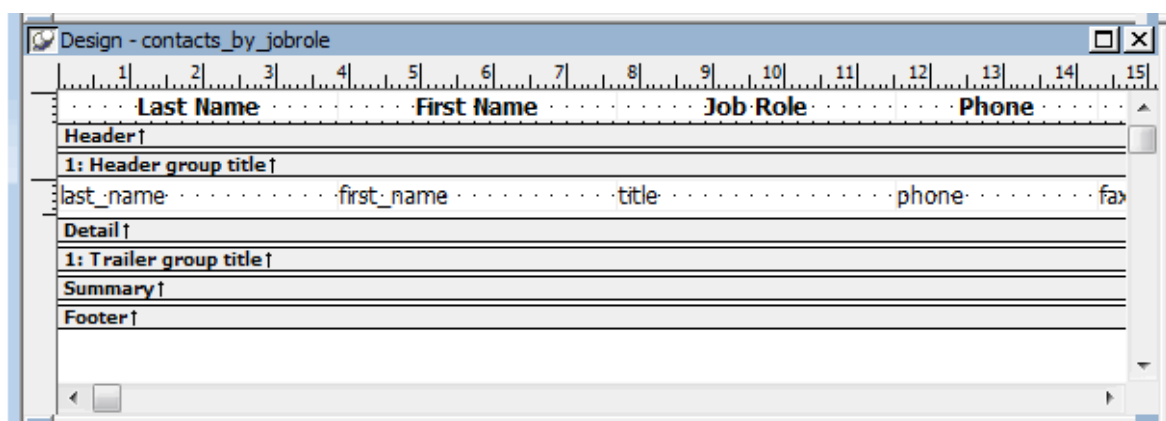 Design - contacts_by_jobrole
1 2 3 4 5 6 7 8 9 10 11 12 13 14 15
Last Name First Name Job Role Phone
Header↑
1: Header group title↑
last_name first_name title phone fax
Detail↑
1: Trailer group title↑
Summary↑
Footer↑